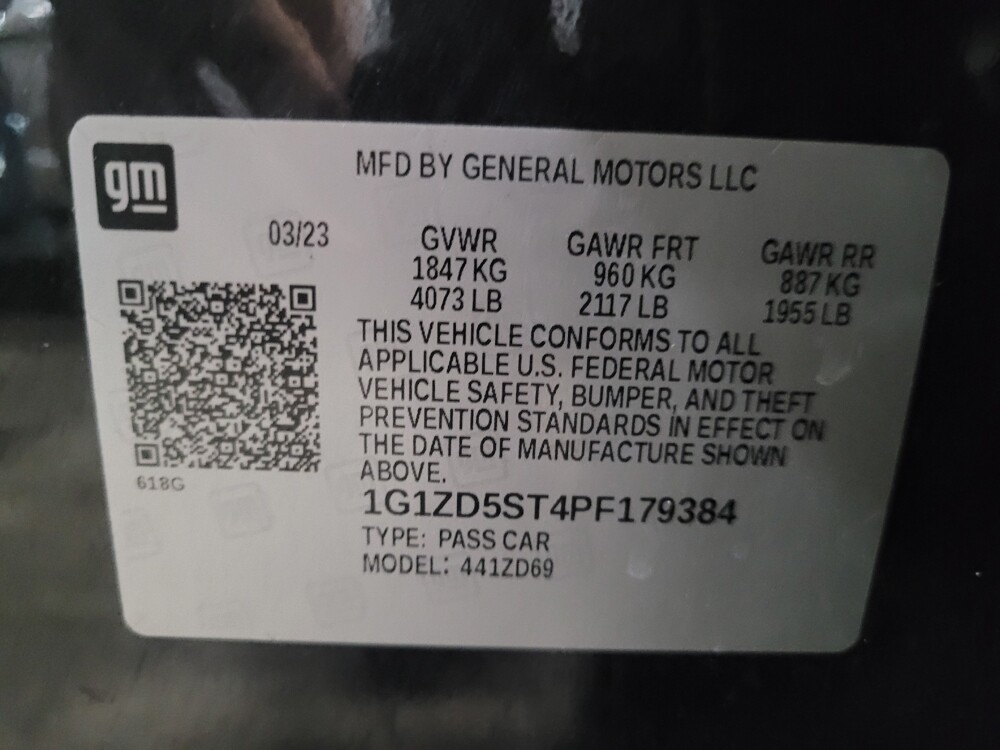 gm
MFD BY GENERAL MOTORS LLC
03/23
GVWR GAWR FRT GAWR RR
1847 KG 960 KG 887 KG
4073 LB 2117 LB 1955 LB
THIS VEHICLE CONFORMS TO ALL
APPLICABLE U.S. FEDERAL MOTOR
VEHICLE SAFETY, BUMPER, AND THEFT
PREVENTION STANDARDS IN EFFECT ON
THE DATE OF MANUFACTURE SHOWN
ABOVE.
618G
1G1ZD5ST4PF179384
TYPE: PASS CAR
MODEL: 441ZD69